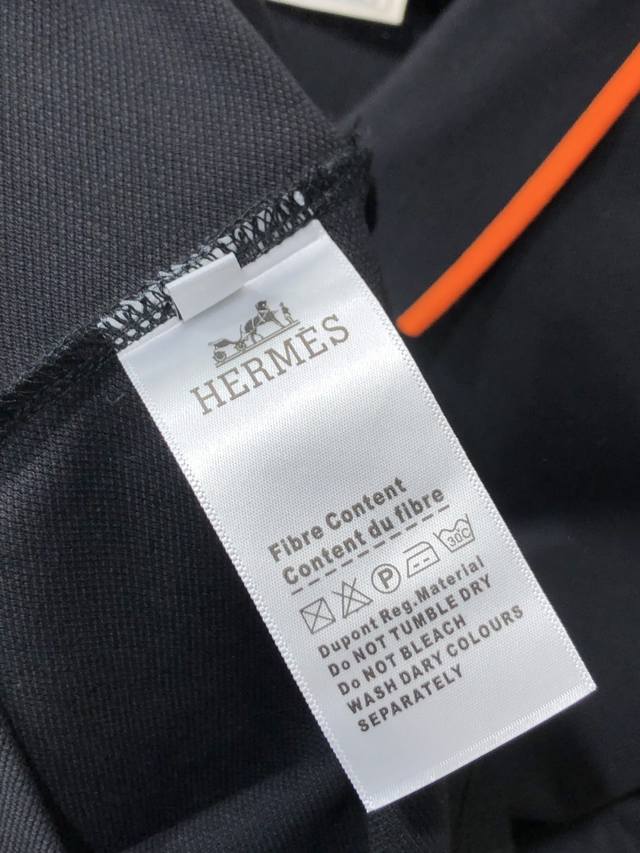 HERMÈS
Fibre Content
Content du fibre
P 30C
Dupont Reg.Material
Do NOT TUMBLE DRY
Do NOT BLEACH
WASH DARY COLOURS
SEPARATELY